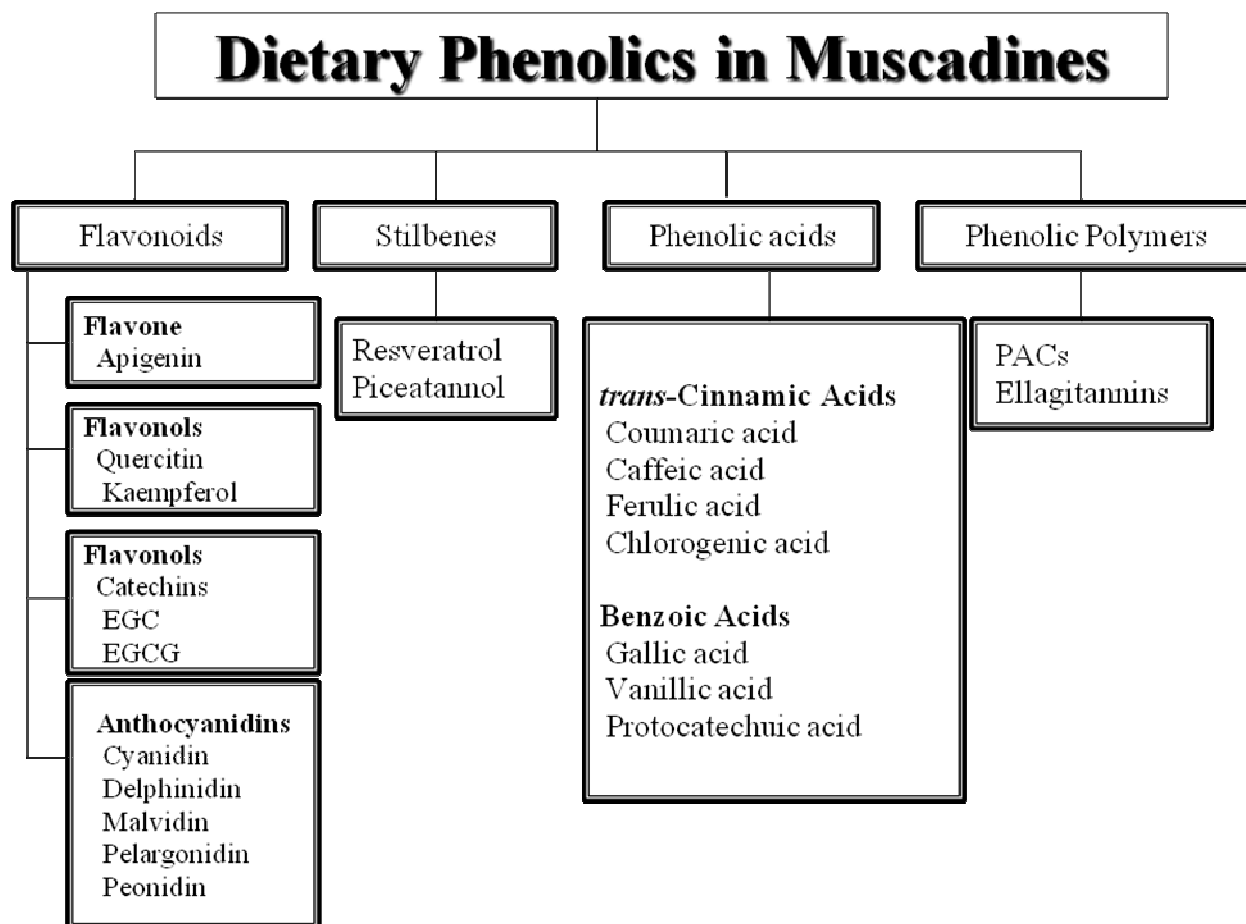 Dietary Phenolics in Muscadines
Flavonoids
Stilbenes
Phenolic acids
Phenolic Polymers
Flavone
Apigenin
Flavonols
Quercitin
Kaempferol
Flavonols
Catechins
EGC
EGCG
Anthocyanidins
Cyanidin
Delphinidin
Malvidin
Pelargonidin
Peonidin
Resveratrol
Piceatannol
trans-Cinnamic Acids
Coumaric acid
Caffeic acid
Ferulic acid
Chlorogenic acid
Benzoic Acids
Gallic acid
Vanillic acid
Protocatechuic acid
PACs
Ellagitannins